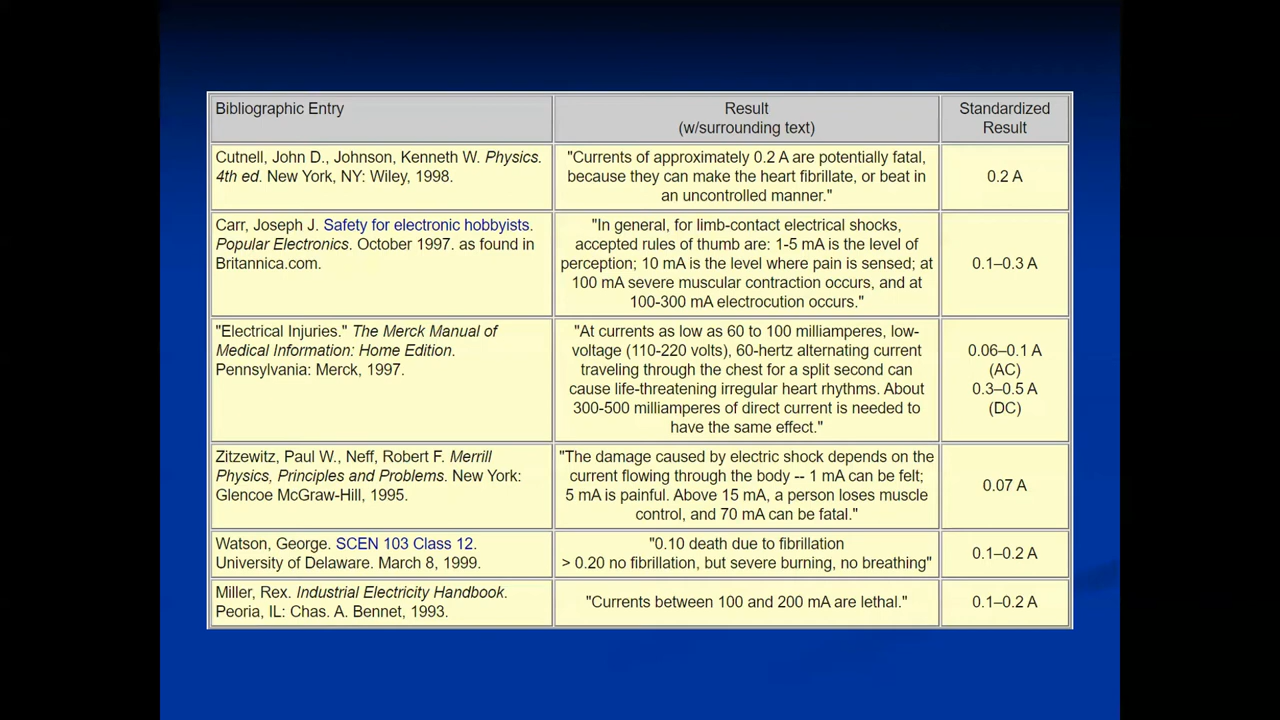 Bibliographic Entry
Result
(w/surrounding text)
Standardized
Result
Cutnell, John D., Johnson, Kenneth W. Physics.
4th ed. New York, NY: Wiley, 1998.
"Currents of approximately 0.2 A are potentially fatal,
because they can make the heart fibrillate, or beat in
an uncontrolled manner."
0.2 A
Carr, Joseph J. Safety for electronic hobbyists.
Popular Electronics. October 1997. as found in
Britannica.com.
"In general, for limb-contact electrical shocks,
accepted rules of thumb are: 1-5 mA is the level of
perception; 10 mA is the level where pain is sensed; at
100 mA severe muscular contraction occurs, and at
100-300 mA electrocution occurs."
0.1–0.3 A
"Electrical Injuries." The Merck Manual of
Medical Information: Home Edition.
Pennsylvania: Merck, 1997.
"At currents as low as 60 to 100 milliamperes, low-
voltage (110-220 volts), 60-hertz alternating current
traveling through the chest for a split second can
cause life-threatening irregular heart rhythms. About
300-500 milliamperes of direct current is needed to
have the same effect."
0.06–0.1 A
(AC)
0.3–0.5 A
(DC)
Zitzewitz, Paul W., Neff, Robert F. Merrill
Physics, Principles and Problems. New York:
Glencoe McGraw-Hill, 1995.
"The damage caused by electric shock depends on the
current flowing through the body -- 1 mA can be felt;
5 mA is painful. Above 15 mA, a person loses muscle
control, and 70 mA can be fatal."
0.07 A
Watson, George. SCEN 103 Class 12.
University of Delaware. March 8, 1999.
"0.10 death due to fibrillation
> 0.20 no fibrillation, but severe burning, no breathing"
0.1–0.2 A
Miller, Rex. Industrial Electricity Handbook.
Peoria, IL: Chas. A. Bennet, 1993.
"Currents between 100 and 200 mA are lethal."
0.1–0.2 A